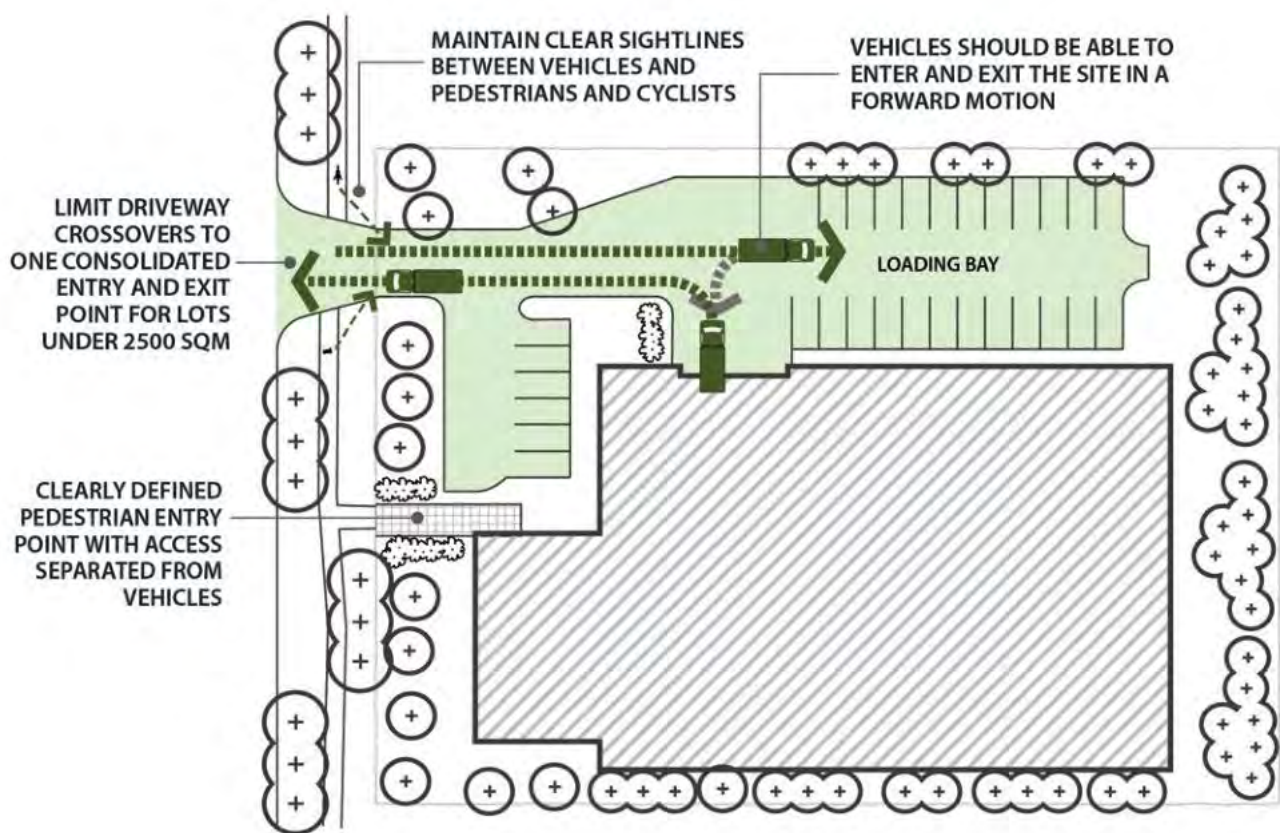 MAINTAIN CLEAR SIGHTLINES
BETWEEN VEHICLES AND
PEDESTRIANS AND CYCLISTS
VEHICLES SHOULD BE ABLE TO
ENTER AND EXIT THE SITE IN A
FORWARD MOTION
LIMIT DRIVEWAY
CROSSOVERS TO
ONE CONSOLIDATED
ENTRY AND EXIT
POINT FOR LOTS
UNDER 2500 SQM
LOADING BAY
CLEARLY DEFINED
PEDESTRIAN ENTRY
POINT WITH ACCESS
SEPARATED FROM
VEHICLES